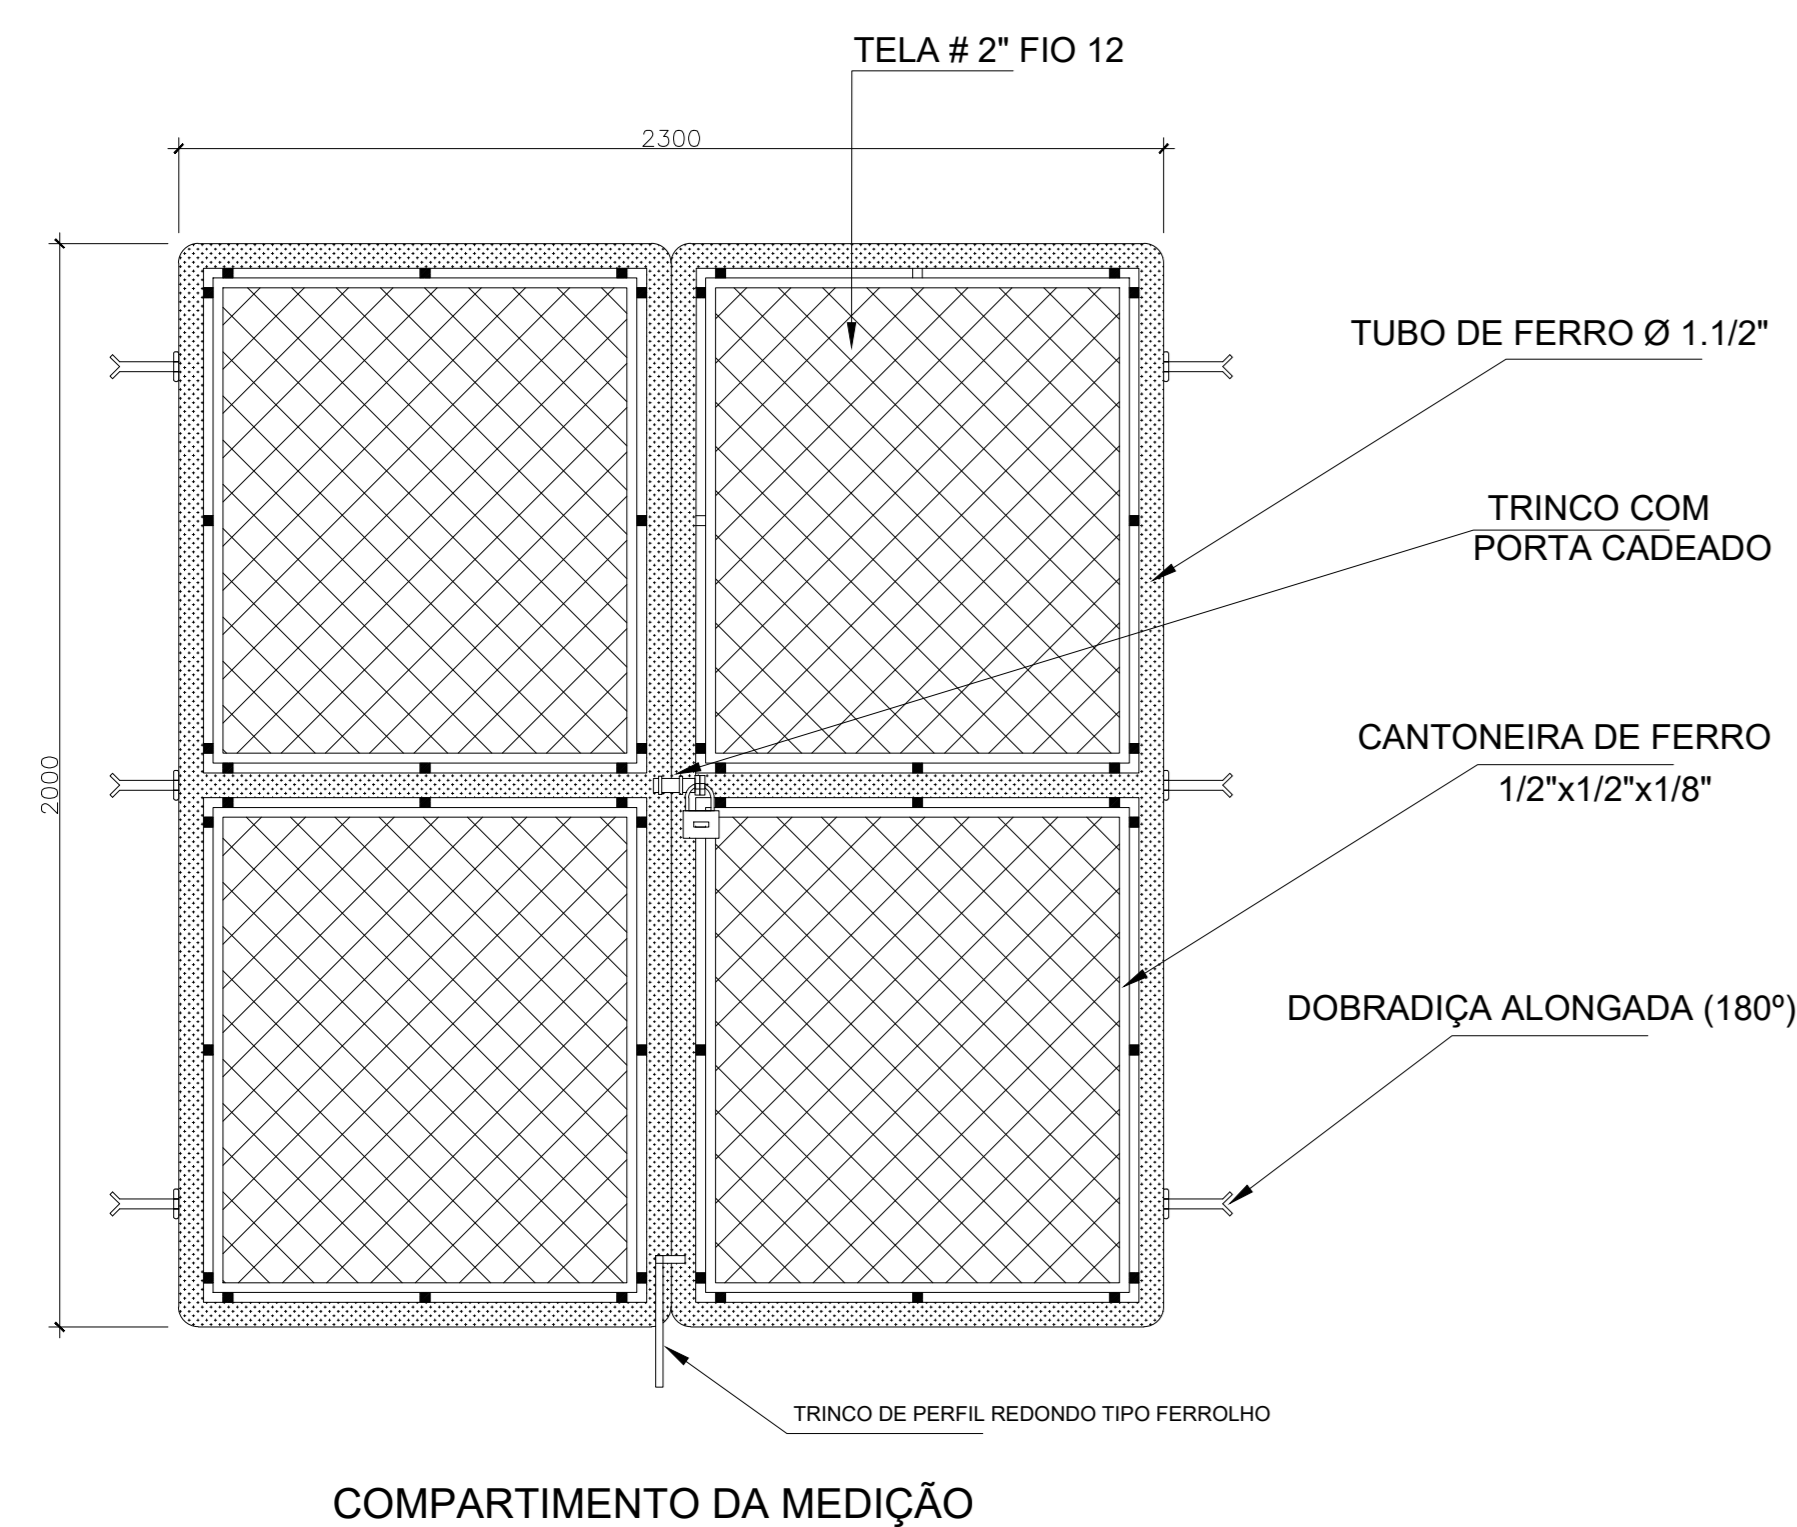 TELA # 2" FIO 12
2300
TUBO DE FERRO Ø 1.1/2"
TRINCO COM
PORTA CADEADO
CANTONEIRA DE FERRO
1/2"x1/2"x1/8"
2000
DOBRADIÇA ALONGADA (180º)
TRINCO DE PERFIL REDONDO TIPO FERROLHO
COMPARTIMENTO DA MEDIÇÃO